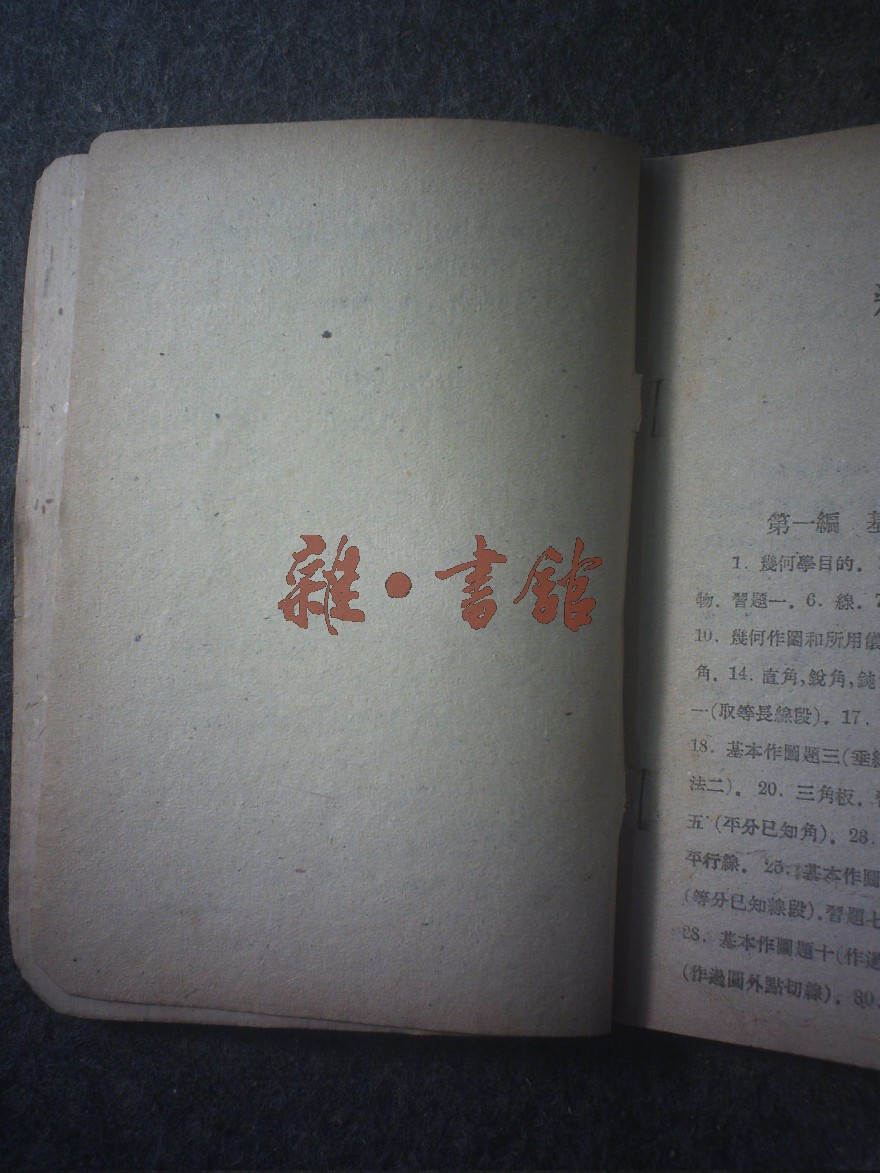 雜·書館
第一編
1. 幾何學目的.
物. 習題一. 6. 線.
10. 幾何作圖和所用儀
角. 14. 直角,銳角,鈍
一(取等長線段). 17.
18. 基本作圖題三(垂線
法二). 20. 三角板.
五(平分已知角). 23.
平行線. 25. 基本作圖
(等分已知線段).習題七
28. 基本作圖題十(作過
(作過圓外點切線). 30.